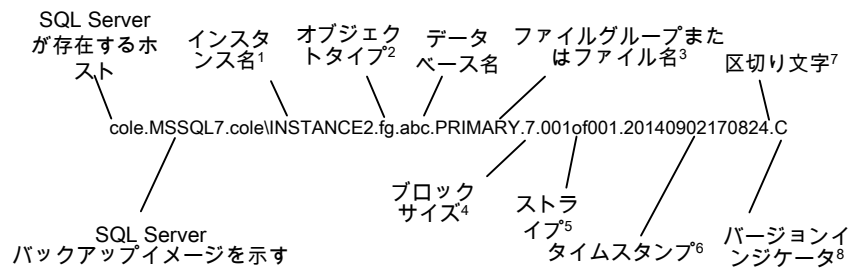 SQL Server
が存在するホ
スト
インスタ
ンス名1
オブジェク
トタイプ2
データ
ベース名
ファイルグループまた
はファイル名3
区切り文字7
cole.MSSQL7.cole\INSTANCE2.fg.abc.PRIMARY.7.001of001.20140902170824.C
SQL Server
バックアップイメージを示す
ブロック
サイズ4
ストラ
イプ5
タイムスタンプ6
バージョンイ
ンジケータ8